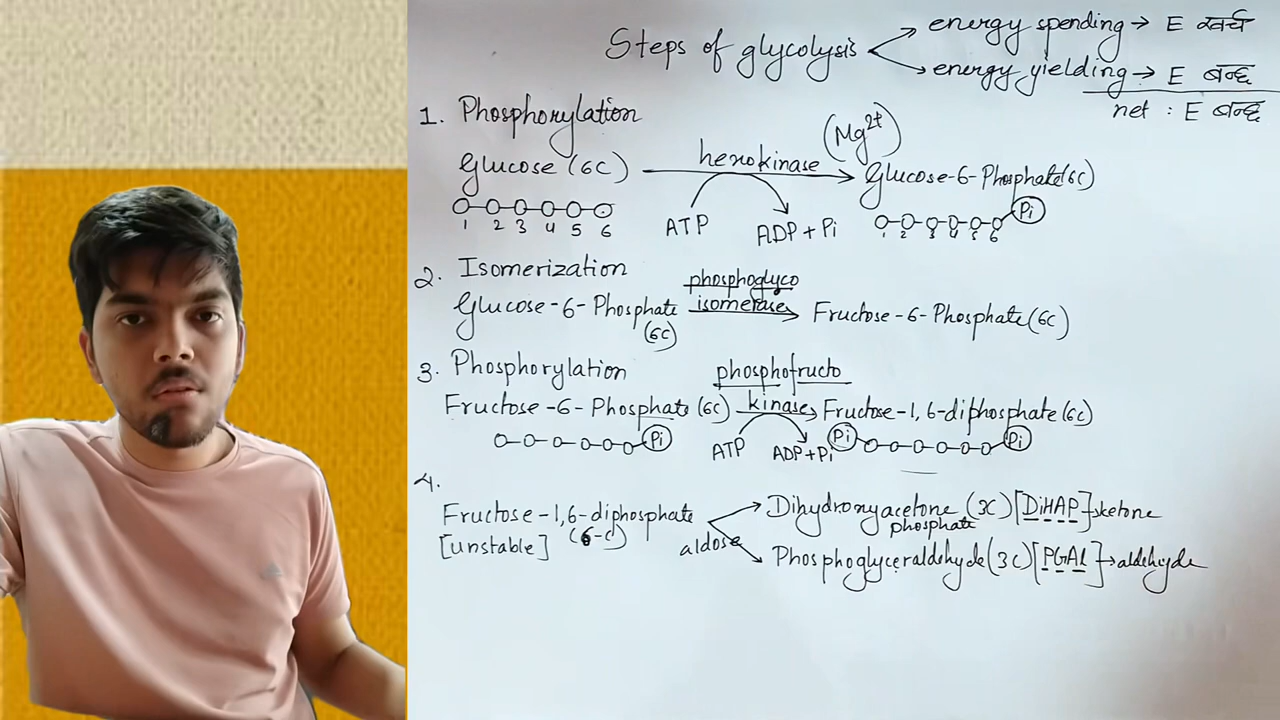 Steps of glycolysis
energy spending → E खर्च
energy yielding → E बन्छ
net : E बन्छ
1. Phosphorylation
Glucose (6C) hexokinase (Mg2+) Glucose-6-Phosphate(6C)
1 2 3 4 5 6 ATP ADP + Pi 1 2 3 4 5 6 Pi
2. Isomerization
Glucose-6-Phosphate (6C) phosphoglyco isomerase Fructose-6-Phosphate (6C)
3. Phosphorylation
Fructose-6-Phosphate (6C) phosphofructo kinase Fructose-1,6-diphosphate (6C)
Pi ATP ADP+Pi Pi Pi
4.
Fructose-1,6-diphosphate (6-C)
[unstable]
aldose
Dihydroxyacetone phosphate (3C) [DiHAP] → ketone
Phosphoglyceraldehyde (3C) [PGAL] → aldehyde